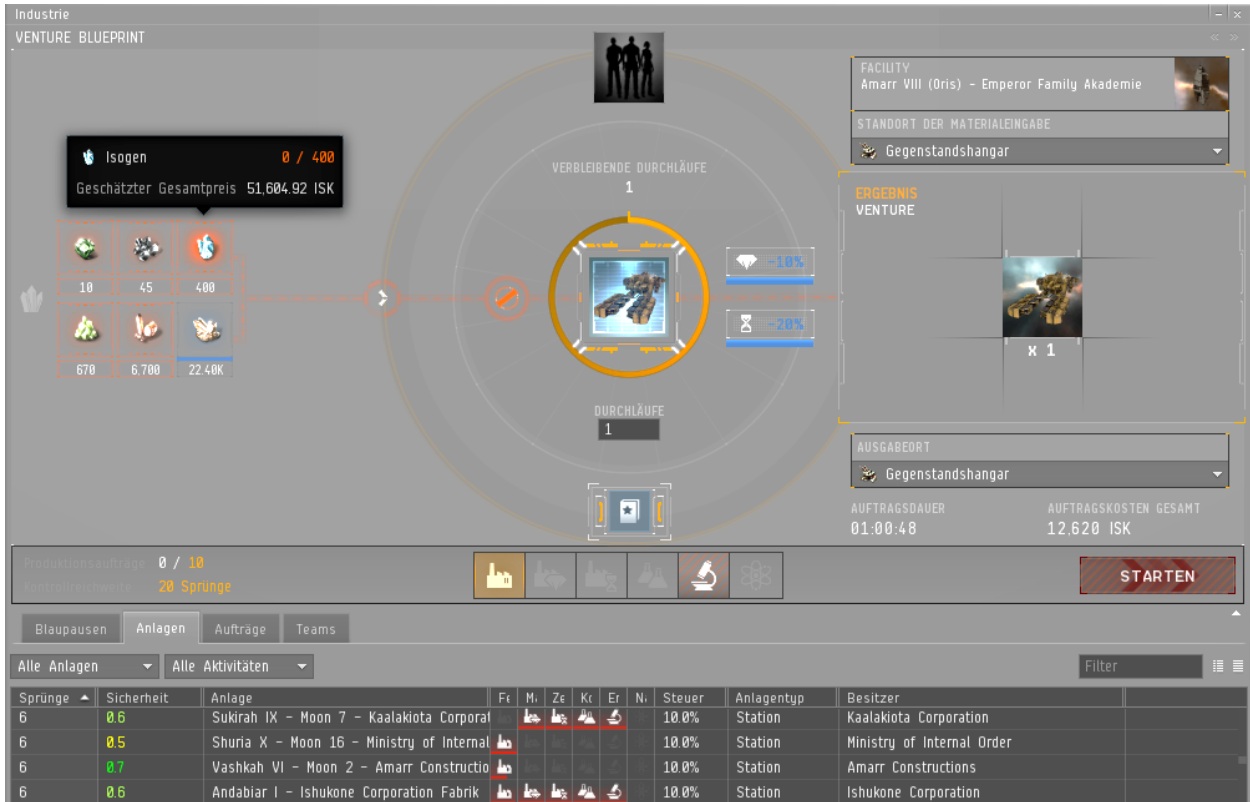 Industrie
VENTURE BLUEPRINT
FACILITY
Amarr VIII (Oris) - Emperor Family Akademie
STANDORT DER MATERIALEINGABE
Gegenstandshangar
Isogen 0 / 400
Geschätzter Gesamtpreis 51,604.92 ISK
VERBLEIBENDE DURCHLÄUFE
1
ERGEBNIS
VENTURE
-10%
10 45 400
-20%
x 1
670 6.700 22.40K
DURCHLÄUFE
1
AUSGABEORT
Gegenstandshangar
AUFTRAGSDAUER AUFTRAGSKOSTEN GESAMT
01:00:48 12,620 ISK
Produktionsaufträge 0 / 10
Kontrollreichweite 20 Sprünge
STARTEN
Blaupausen Anlagen Aufträge Teams
Alle Anlagen Alle Aktivitäten Filter
Sprünge Sicherheit Anlage Fe Ze Er Steuer Anlagentyp Besitzer
6 0.6 Sukirah IX - Moon 7 - Kaalakiota Corporat 10.0% Station Kaalakiota Corporation
6 0.5 Shuria X - Moon 16 - Ministry of Internal 10.0% Station Ministry of Internal Order
6 0.7 Vashkah VI - Moon 2 - Amarr Constructio 10.0% Station Amarr Constructions
6 0.6 Andabiar I - Ishukone Corporation Fabrik 10.0% Station Ishukone Corporation